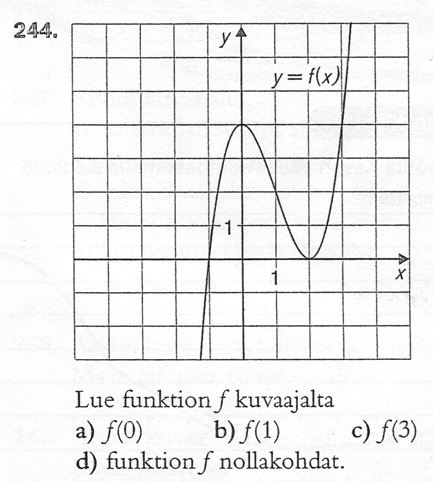 244.
y
y = f(x)
1
1
x
Lue funktion f kuvaajalta
a) f(0) b) f(1) c) f(3)
d) funktion f nollakohdat.